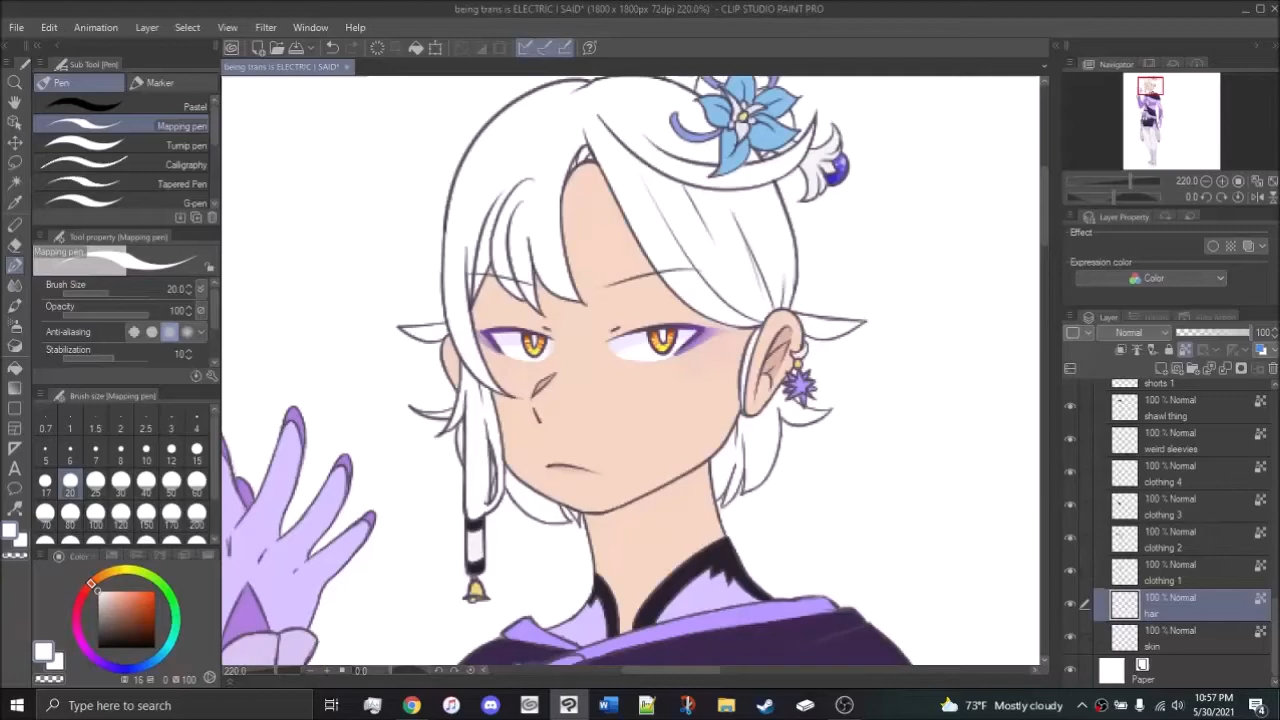 being trans is ELECTRIC I SAID* (1800 x 1800px 72dpi 220.0%) - CLIP STUDIO PAINT PRO
File Edit Animation Layer Select View Filter Window Help
Sub Tool [Pen]
being trans is ELECTRIC I SAID*
Navigator
Pen Marker
Pastel
Mapping pen
Turnip pen
Calligraphy
Tapered Pen
G-pen
220.0
0.0
Layer Property
Tool property [Mapping pen]
Effect
Mapping pen
Expression color
Color
Brush Size 20.0
Opacity 100
Anti-aliasing
Stabilization 10
Layer
Normal 100
shorts 1
100 % Normal
shawl thing
100 % Normal
weird sleevies
100 % Normal
clothing 4
100 % Normal
clothing 3
100 % Normal
clothing 2
100 % Normal
clothing 1
100 % Normal
hair
100 % Normal
skin
Paper
Brush size [Mapping pen]
0.7 1 1.5 2 2.5 3 4
5 6 7 8 10 12 15
17 20 25 30 40 50 60
70 80 100 120 150 170 200
Color
16 0 100
220.0 0.0
Type here to search
73°F Mostly cloudy
10:57 PM
5/30/2021
4